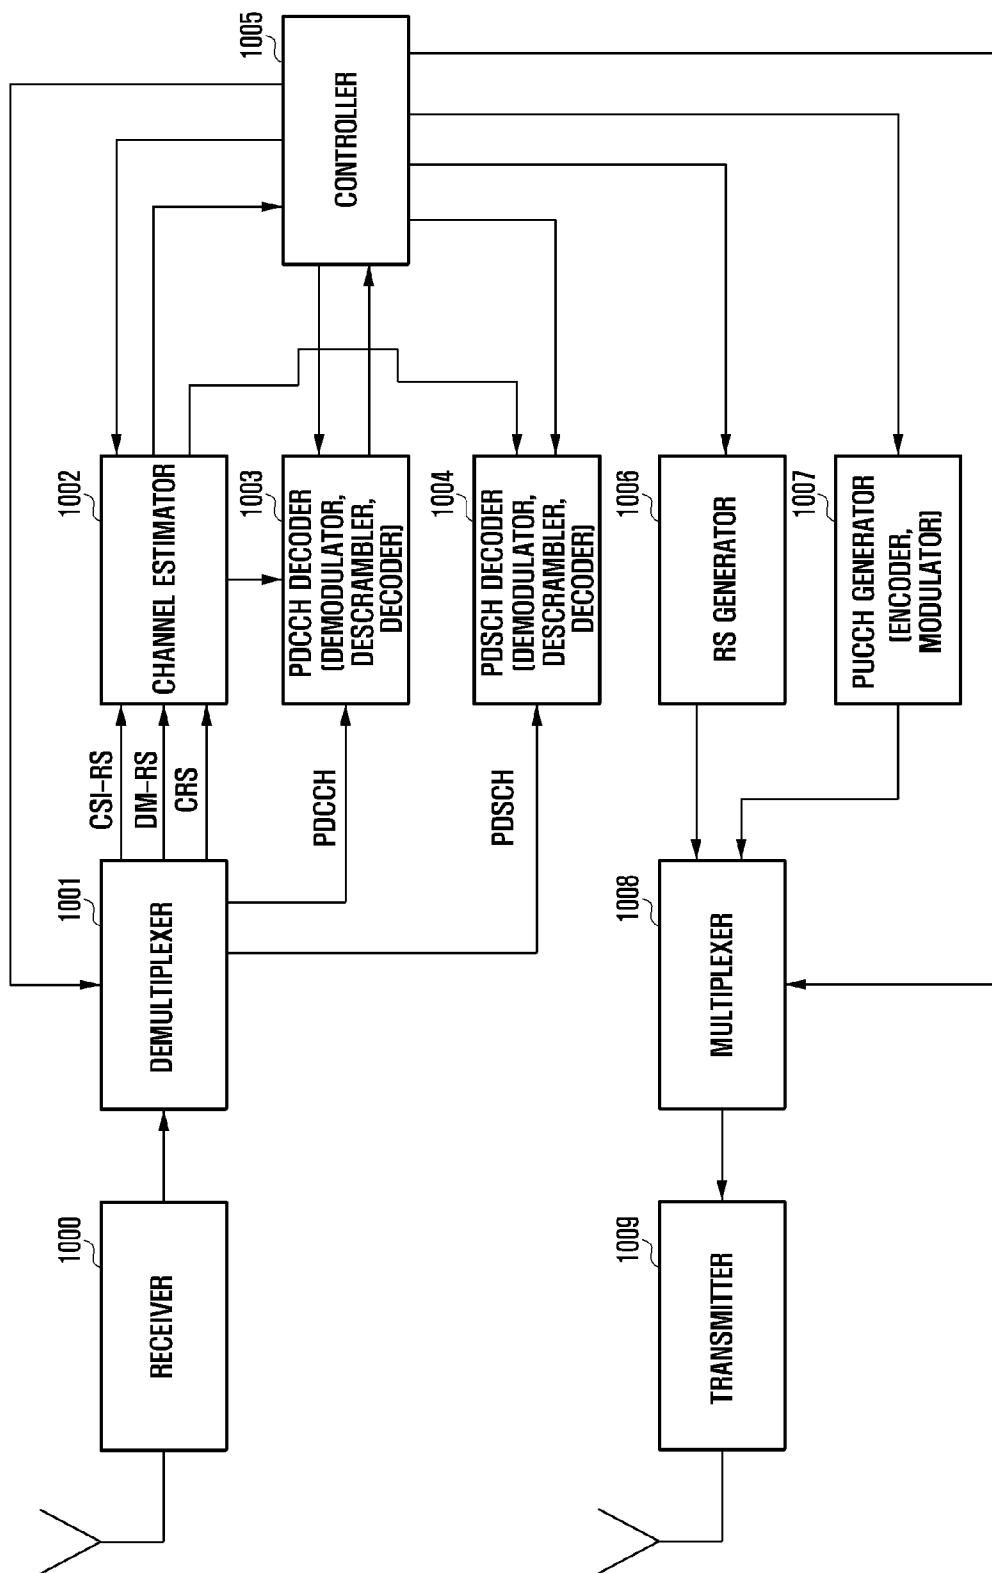 1000
RECEIVER
1001
DEMULTIPLEXER
CSI-RS
DM-RS
CRS
PDCCH
PDSCH
1002
CHANNEL ESTIMATOR
1003
PDCCH DECODER
(DEMODULATOR,
DESCRAMBLER,
DECODER)
1004
PDSCH DECODER
(DEMODULATOR,
DESCRAMBLER,
DECODER)
1005
CONTROLLER
1009
TRANSMITTER
1008
MULTIPLEXER
1006
RS GENERATOR
1007
PUCCH GENERATOR
(ENCODER,
MODULATOR)